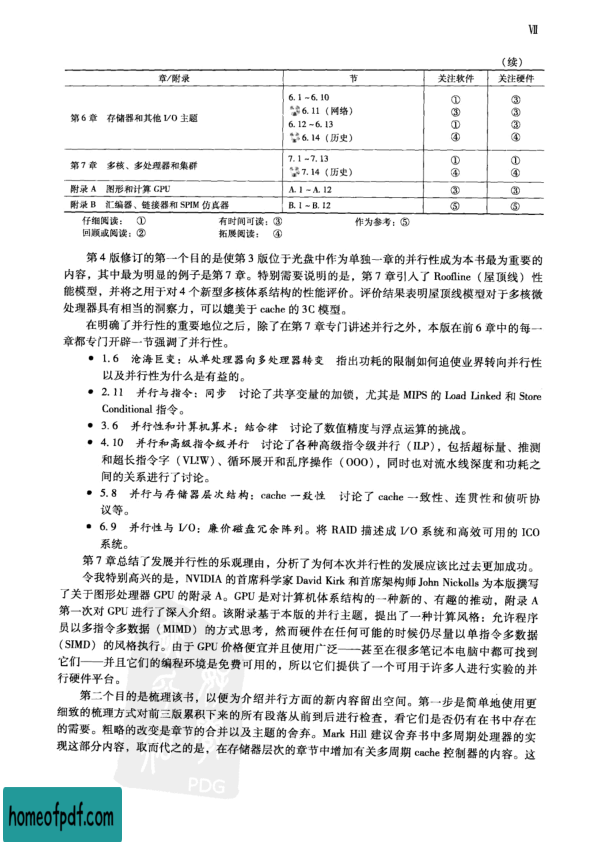 Ⅶ
（续）
章/附录 节 关注软件 关注硬件
第6章 存储器和其他 I/O 主题
6.1~6.10 ① ③
6.11（网络） ③ ③
6.12~6.13 ① ③
6.14（历史） ④ ④
第7章 多核、多处理器和集群
7.1~7.13 ① ①
7.14（历史） ④ ④
附录 A 图形和计算 GPU A.1~A.12 ③ ③
附录 B 汇编器、链接器和 SPIM 仿真器 B.1~B.12 ⑤ ⑤
仔细阅读：① 有时间可读：③ 作为参考：⑤
回顾或阅读：② 拓展阅读：④
第4版修订的第一个目的是使第3版位于光盘中作为单独一章的并行性成为本书最为重要的
内容，其中最为明显的例子是第7章。特别需要说明的是，第7章引入了 Roofline（屋顶线）性
能模型，并将之用于对4个新型多核体系结构的性能评价。评价结果表明屋顶线模型对于多核微
处理器具有相当的洞察力，可以媲美于 cache 的 3C 模型。
在明确了并行性的重要地位之后，除了在第7章专门讲述并行之外，本版在前6章中的每一
章都专门开辟一节强调了并行性。
● 1.6 沧海巨变：从单处理器向多处理器转变 指出功耗的限制如何迫使业界转向并行性
以及并行性为什么是有益的。
● 2.11 并行与指令：同步 讨论了共享变量的加锁，尤其是 MIPS 的 Load Linked 和 Store
Conditional 指令。
● 3.6 并行性和计算机算术：结合律 讨论了数值精度与浮点运算的挑战。
● 4.10 并行和高级指令级并行 讨论了各种高级指令级并行（ILP），包括超标量、推测
和超长指令字（VLIW）、循环展开和乱序操作（OOO），同时也对流水线深度和功耗之
间的关系进行了讨论。
● 5.8 并行与存储器层次结构：cache 一致性 讨论了 cache 一致性、连贯性和侦听协
议等。
● 6.9 并行性与 I/O：廉价磁盘冗余阵列。将 RAID 描述成 I/O 系统和高效可用的 ICO
系统。
第7章总结了发展并行性的乐观理由，分析了为何本次并行性的发展应该比过去更加成功。
令我特别高兴的是，NVIDIA 的首席科学家 David Kirk 和首席架构师 John Nickolls 为本版撰写
了关于图形处理器 GPU 的附录 A。GPU 是对计算机体系结构的一种新的、有趣的推动，附录 A
第一次对 GPU 进行了深入介绍。该附录基于本版的并行主题，提出了一种计算风格：允许程序
员以多指令多数据（MIMD）的方式思考，然而硬件在任何可能的时候仍尽量以单指令多数据
（SIMD）的风格执行。由于 GPU 价格便宜并且使用广泛——甚至在很多笔记本电脑中都可找到
它们——并且它们的编程环境是免费可用的，所以它们提供了一个可用于许多人进行实验的并
行硬件平台。
第二个目的是梳理该书，以便为介绍并行方面的新内容留出空间。第一步是简单地使用更
细致的梳理方式对前三版累积下来的所有段落从前到后进行检查，看它们是否仍有在书中存在
的需要。粗略的改变是章节的合并以及主题的舍弃。Mark Hill 建议舍弃书中多周期处理器的实
现这部分内容，取而代之的是，在存储器层次的章节中增加有关多周期 cache 控制器的内容。这
PDG
homeofpdf.com